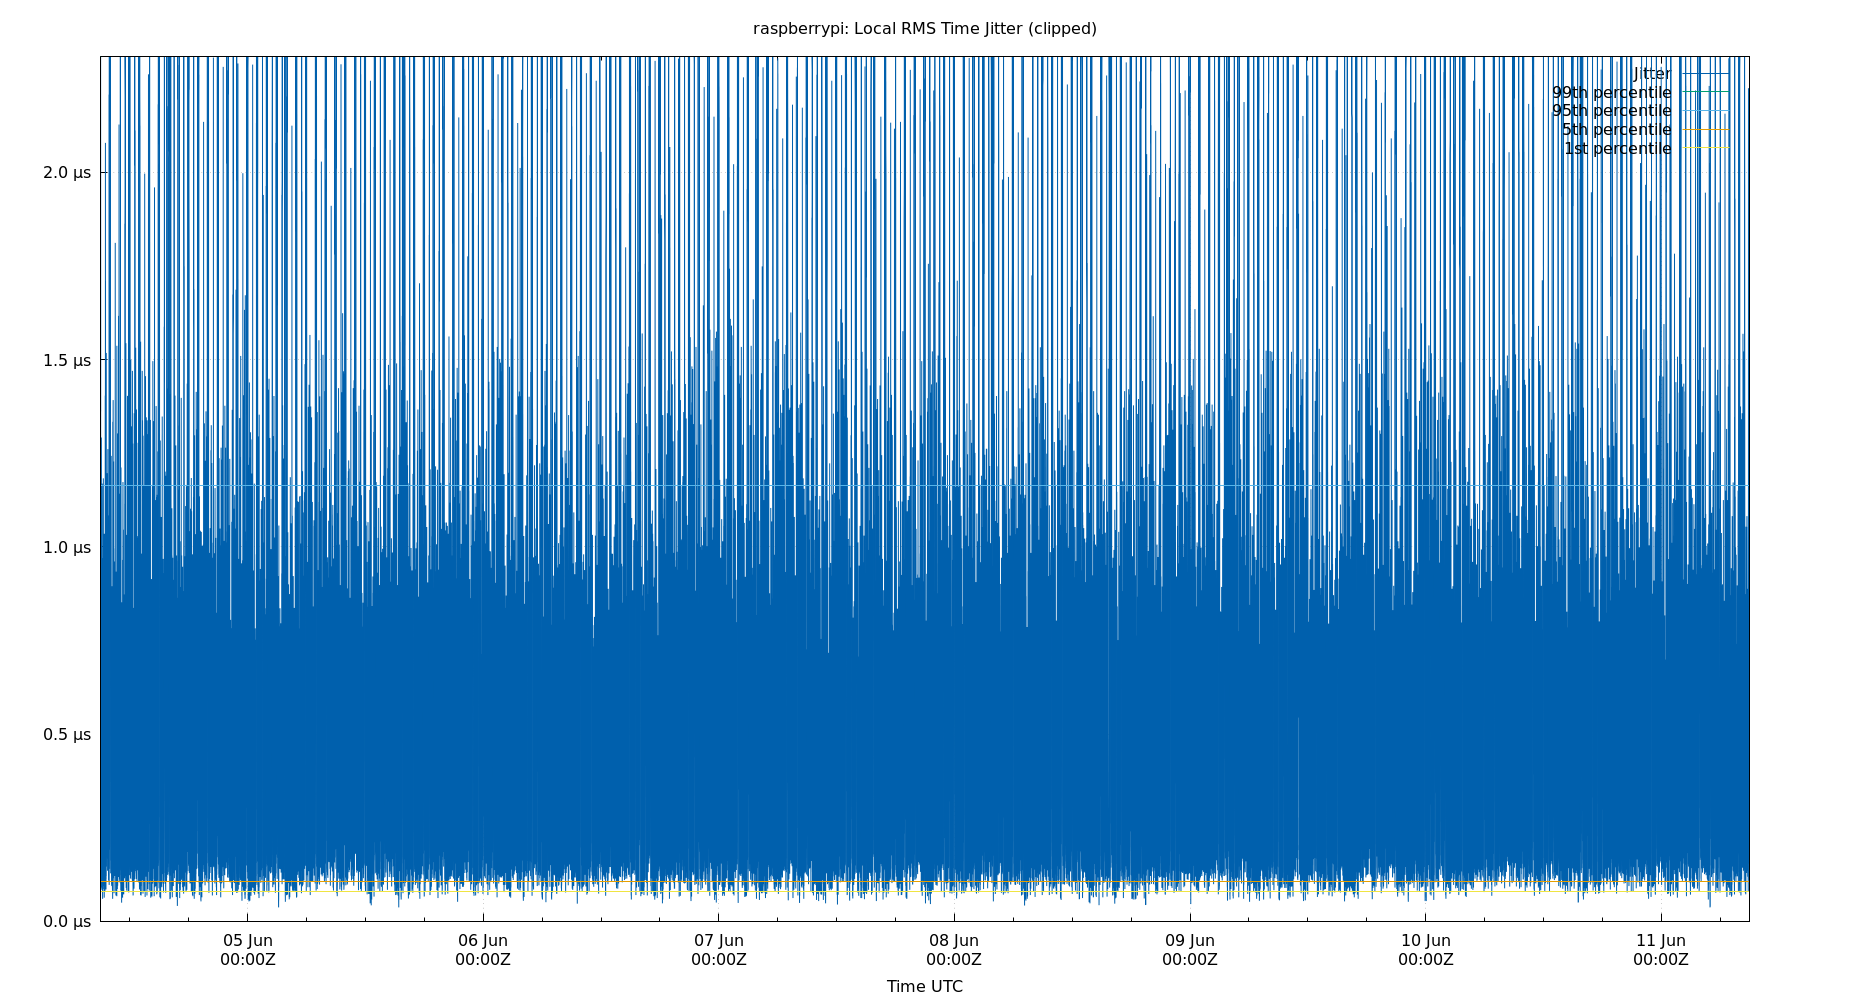 raspberrypi: Local RMS Time Jitter (clipped)
Jitter
99th percentile
95th percentile
5th percentile
1st percentile
2.0 µs
1.5 µs
1.0 µs
0.5 µs
0.0 µs
05 Jun 06 Jun 07 Jun 08 Jun 09 Jun 10 Jun 11 Jun
00:00Z 00:00Z 00:00Z 00:00Z 00:00Z 00:00Z 00:00Z
Time UTC